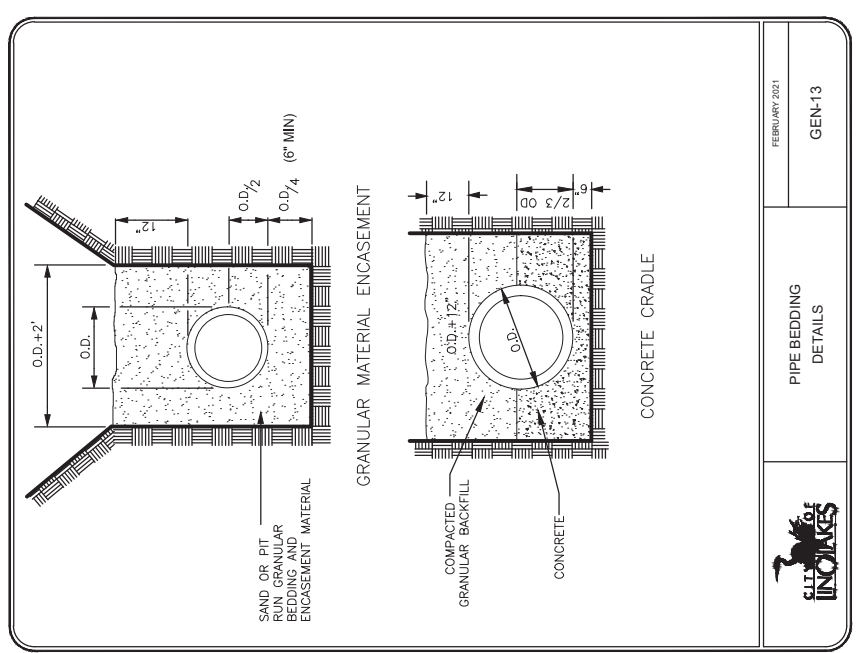 O.D.+2'
O.D.
12"
O.D./2
O.D./4 (6" MIN)
SAND OR PIT
RUN GRANULAR
BEDDING AND
ENCASEMENT MATERIAL
GRANULAR MATERIAL ENCASEMENT
12"
O.D.+12"
O.D.
2/3 OD
6"
COMPACTED
GRANULAR BACKFILL
CONCRETE
CONCRETE CRADLE
CITY OF
LINO LAKES
PIPE BEDDING
DETAILS
FEBRUARY 2021
GEN-13